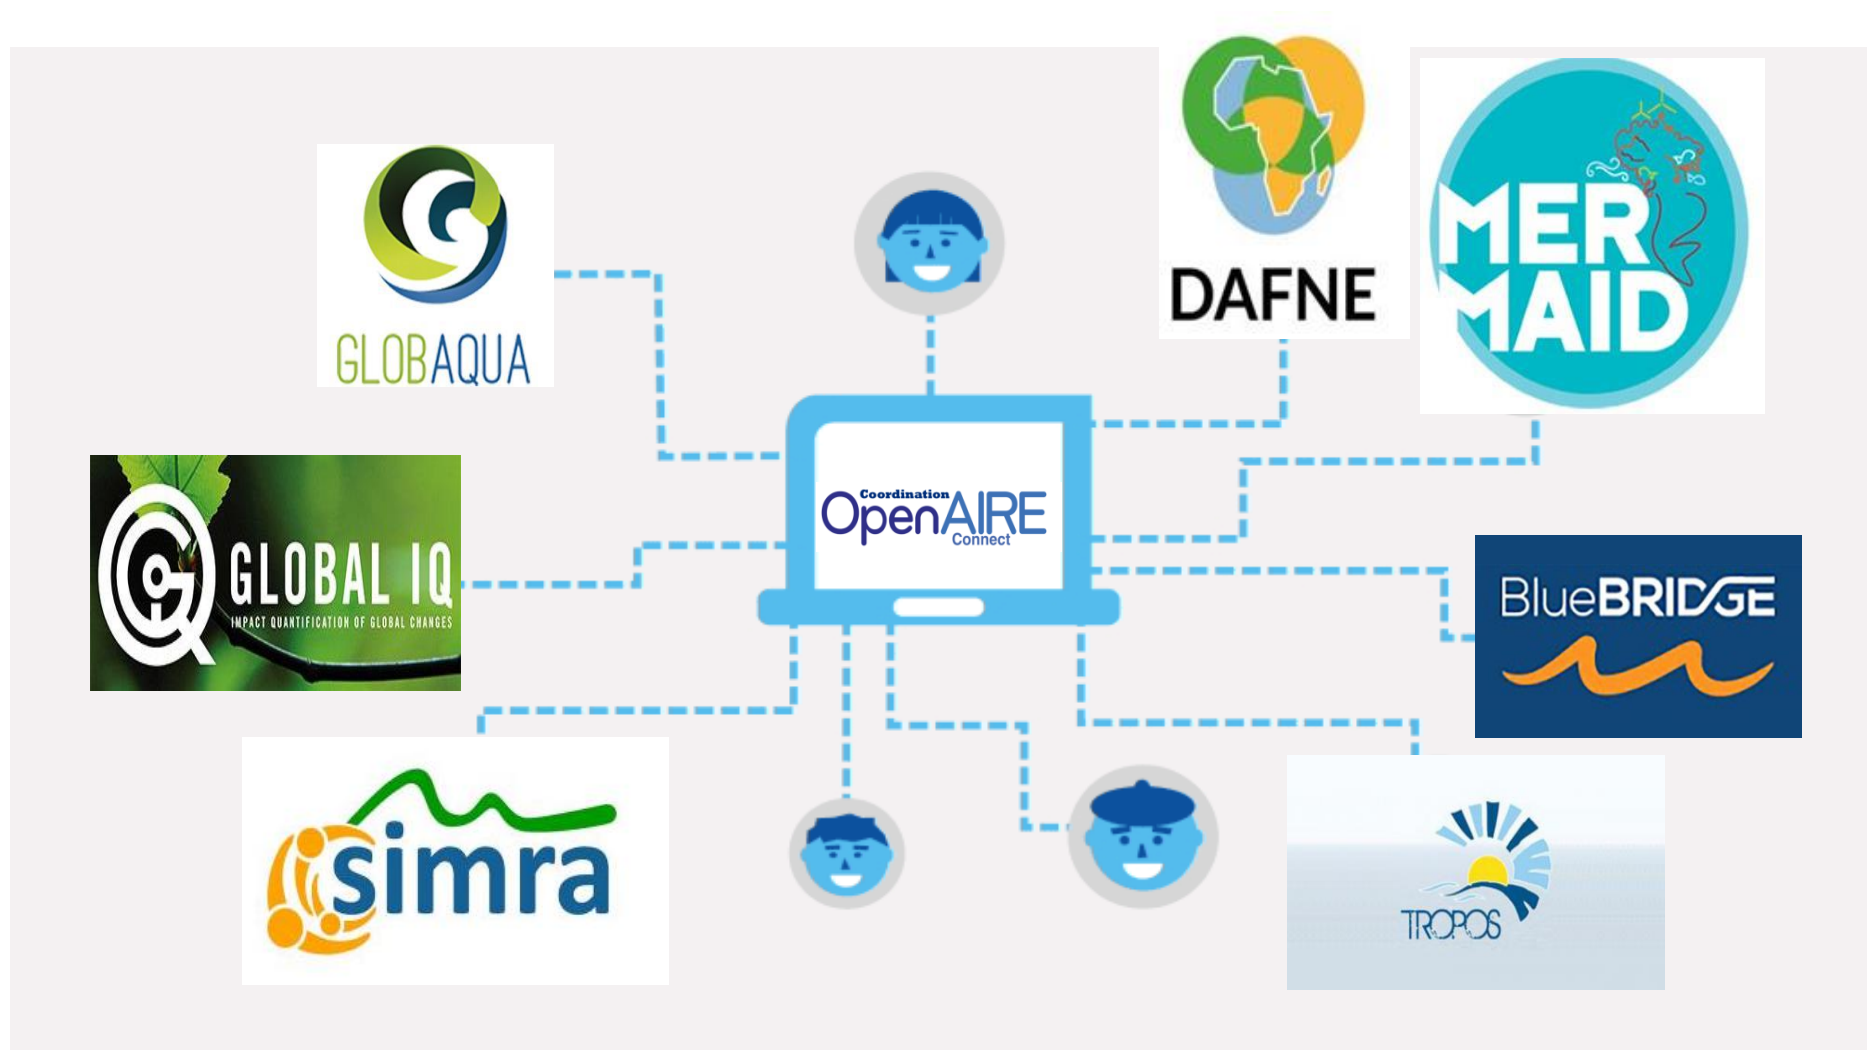 DAFNE
MER
MAID
GLOBAQUA
Coordination
OpenAIRE
Connect
GLOBAL IQ
IMPACT QUANTIFICATION OF GLOBAL CHANGES
BlueBRIDGE
simra
TROPOS